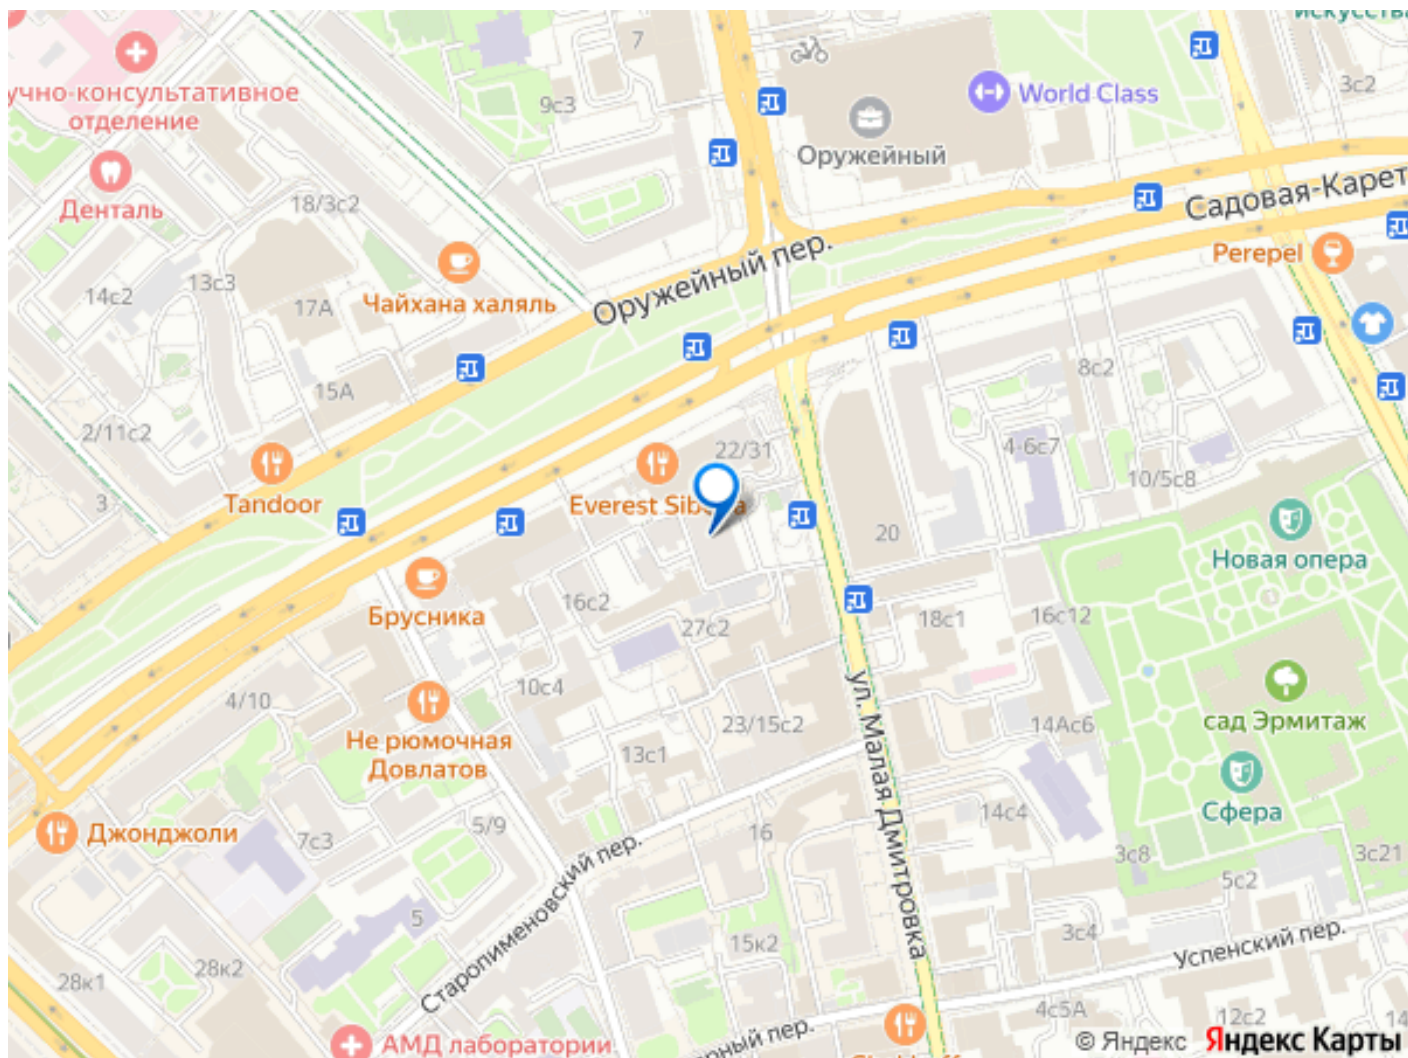 искусства
7
3с2
учно-консультативное
отделение
9с3
World Class
Оружейный
Денталь
18/3с2
Садовая-Карет
Оружейный пер.
Perepel
14с2
13с3
17А
Чайхана халяль
15А
8с2
2/11с2
22/31
4-6с7
10/5с8
3
Tandoor
Everest Sib
а
20
Новая опера
Брусника
16с2
27с2
18с1
16с12
4/10
10с4
23/15с2
14Ас6
сад Эрмитаж
Не рюмочная
Довлатов
13с1
ул. Малая Дмитровка
Сфера
Джонджоли
7с3
5/9
16
14с4
3с8
3с21
5с2
Старопименовский пер.
5
15к2
3с4
Успенский пер.
28к1
28к2
4с5А
12с2
14
АМД лаборатории
рный пер.
© Яндекс Яндекс Карты